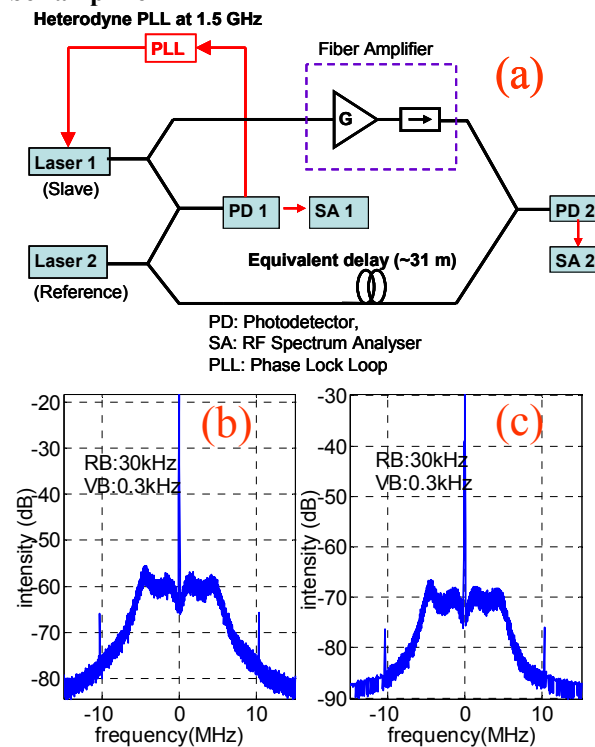 Heterodyne PLL at 1.5 GHz
PLL
Fiber Amplifier
(a)
G
Laser 1
(Slave)
PD 1
SA 1
PD 2
SA 2
Laser 2
(Reference)
Equivalent delay (~31 m)
PD: Photodetector,
SA: RF Spectrum Analyser
PLL: Phase Lock Loop
(b)
RB:30kHz
VB:0.3kHz
intensity (dB)
-20
-30
-40
-50
-60
-70
-80
-10 0 10
frequency(MHz)
(c)
RB:30kHz
VB:0.3kHz
intensity (dB)
-30
-40
-50
-60
-70
-80
-90
-10 0 10
frequency(MHz)